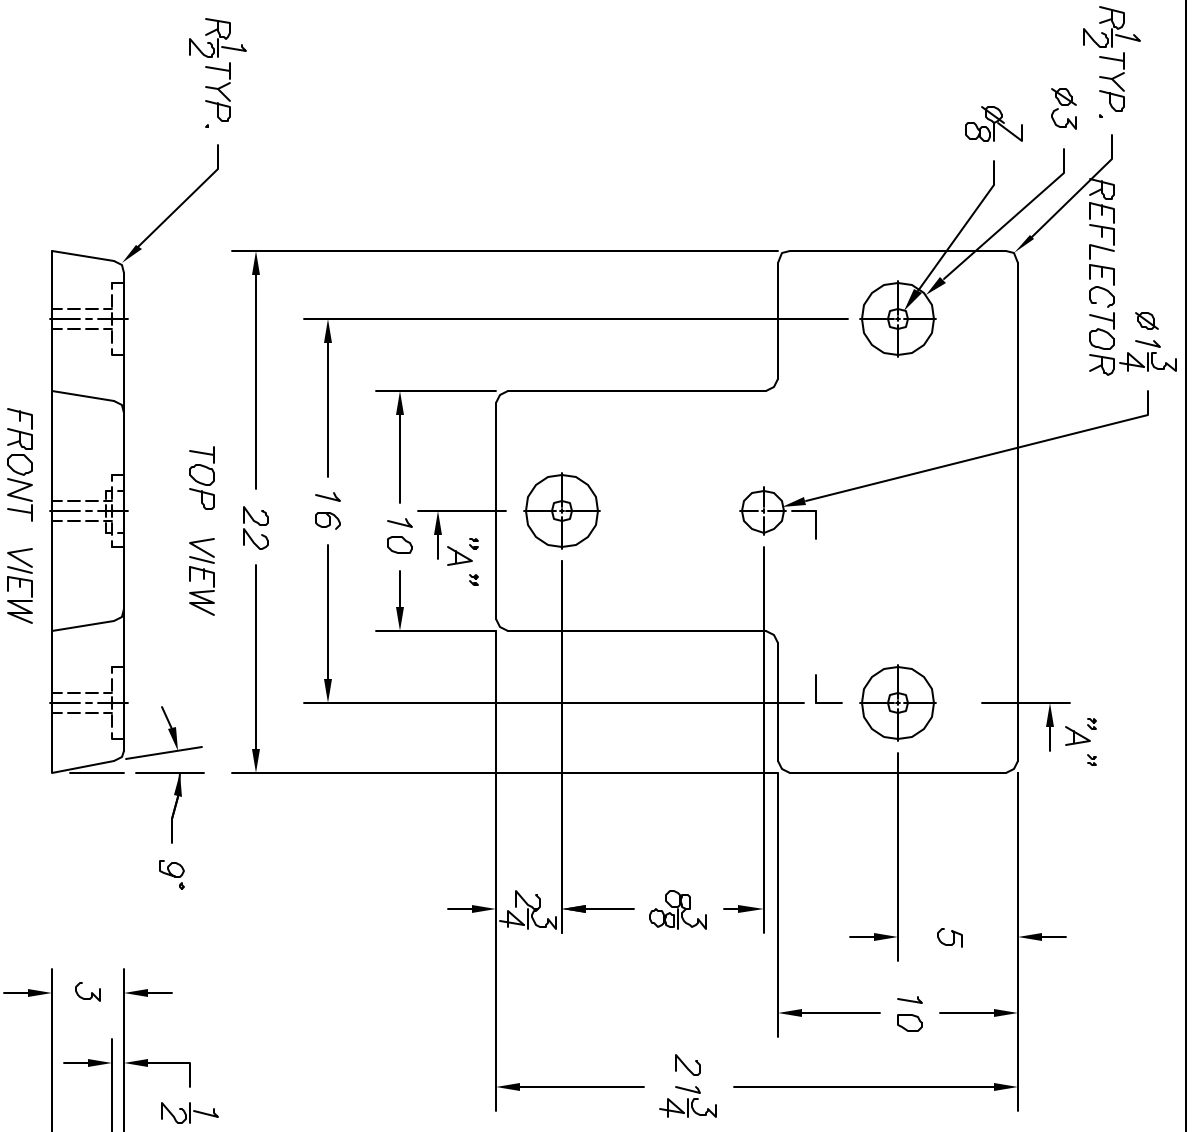 R1/2 TYP.
ø3
ø7/8
REFLECTOR
ø1 3/4
"A"
5
10
21 3/4
8 3/8
2 3/4
"A"
10
16
22
TOP VIEW
R1/2 TYP.
9°
3
1/2
FRONT VIEW